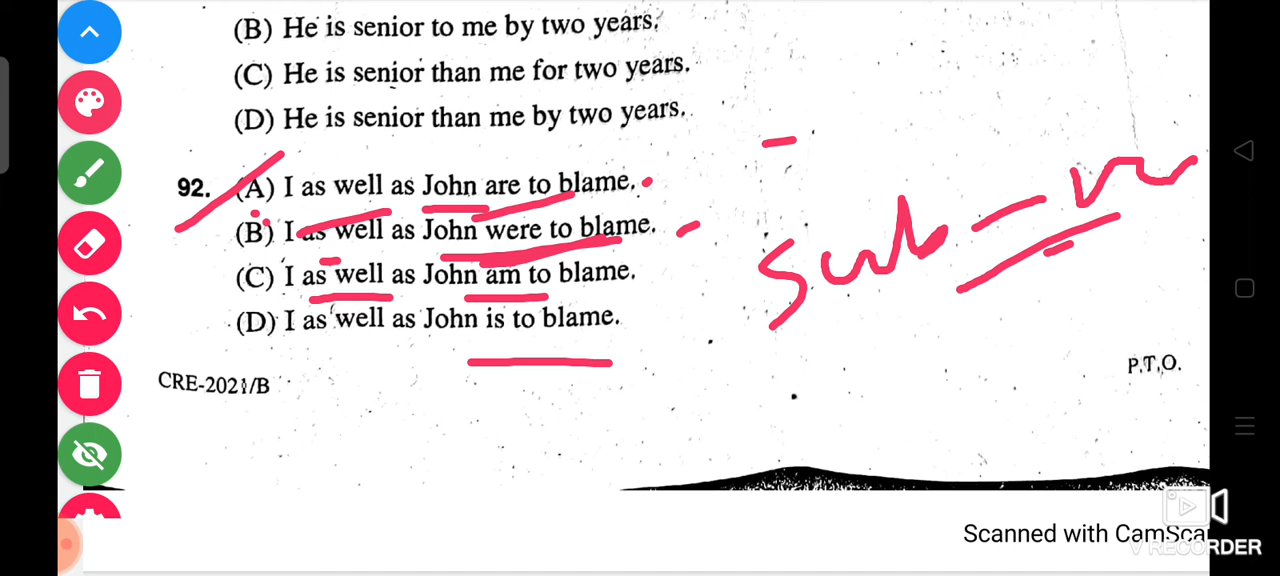 (B) He is senior to me by two years.
(C) He is senior than me for two years.
(D) He is senior than me by two years.
92. (A) I as well as John are to blame.
(B) I as well as John were to blame.
(C) I as well as John am to blame.
(D) I as well as John is to blame.
Sub - v
CRE-2021/B
P.T.O.
Scanned with CamSca
V RECORDER